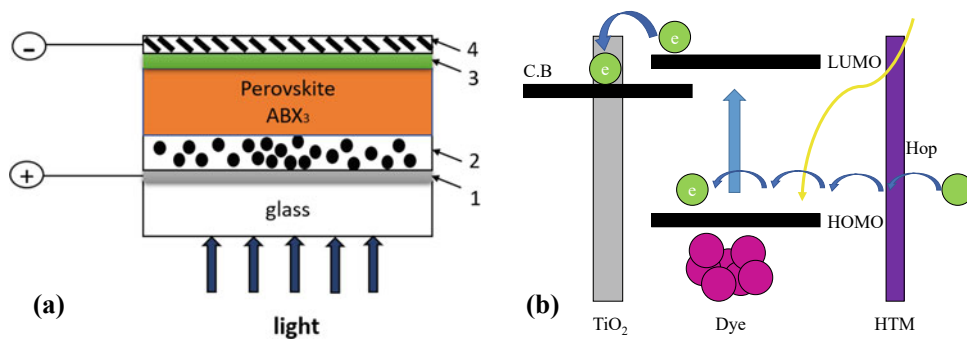 −
4
3
Perovskite
ABX₃
2
+
1
glass
(a)
light
e
C.B
e
LUMO
Hop
e
e
HOMO
(b)
TiO₂
Dye
HTM